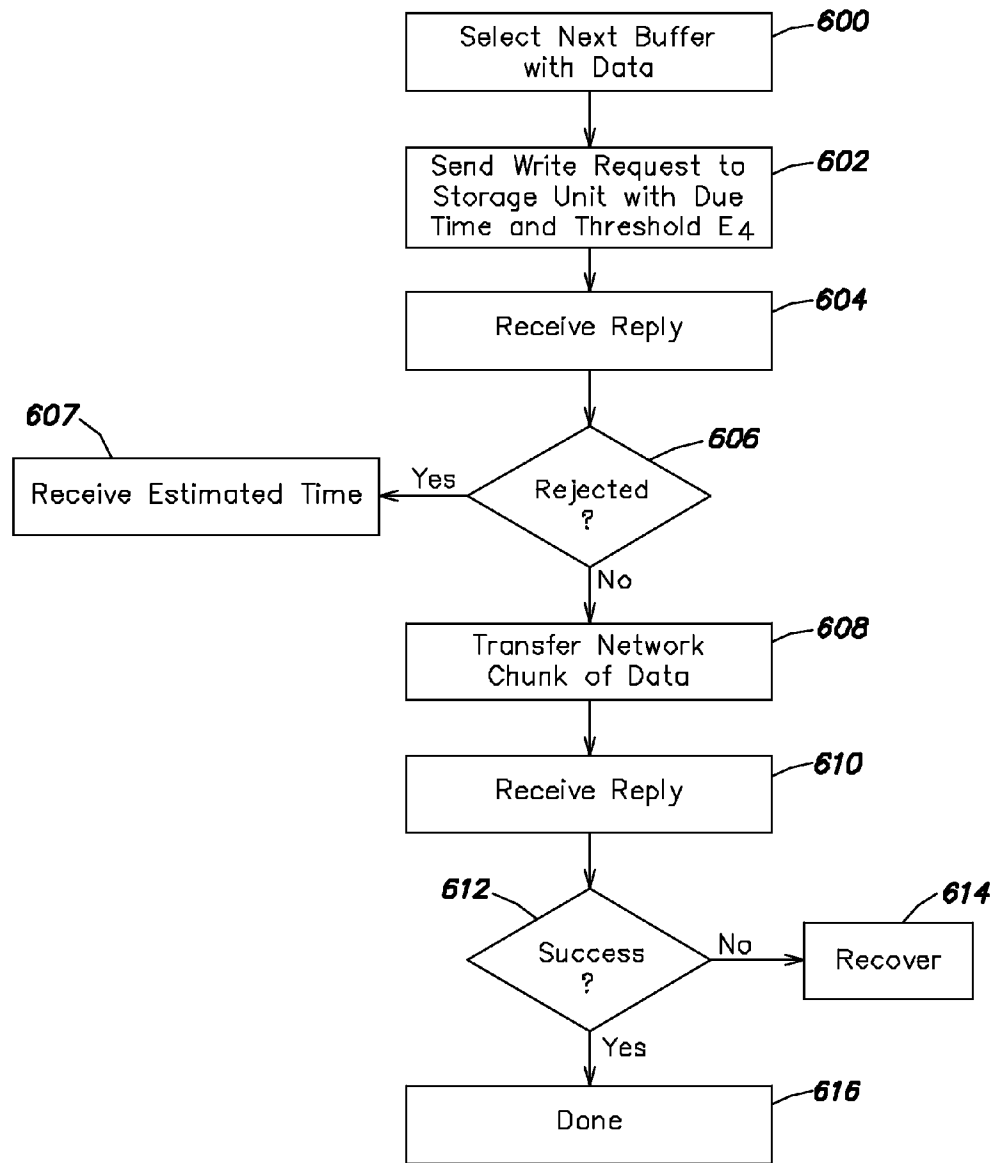 600
Select Next Buffer
with Data
602
Send Write Request to
Storage Unit with Due
Time and Threshold E4
604
Receive Reply
607
606
Receive Estimated Time
Yes
Rejected
?
No
608
Transfer Network
Chunk of Data
610
Receive Reply
612
614
Success
?
No
Recover
Yes
616
Done